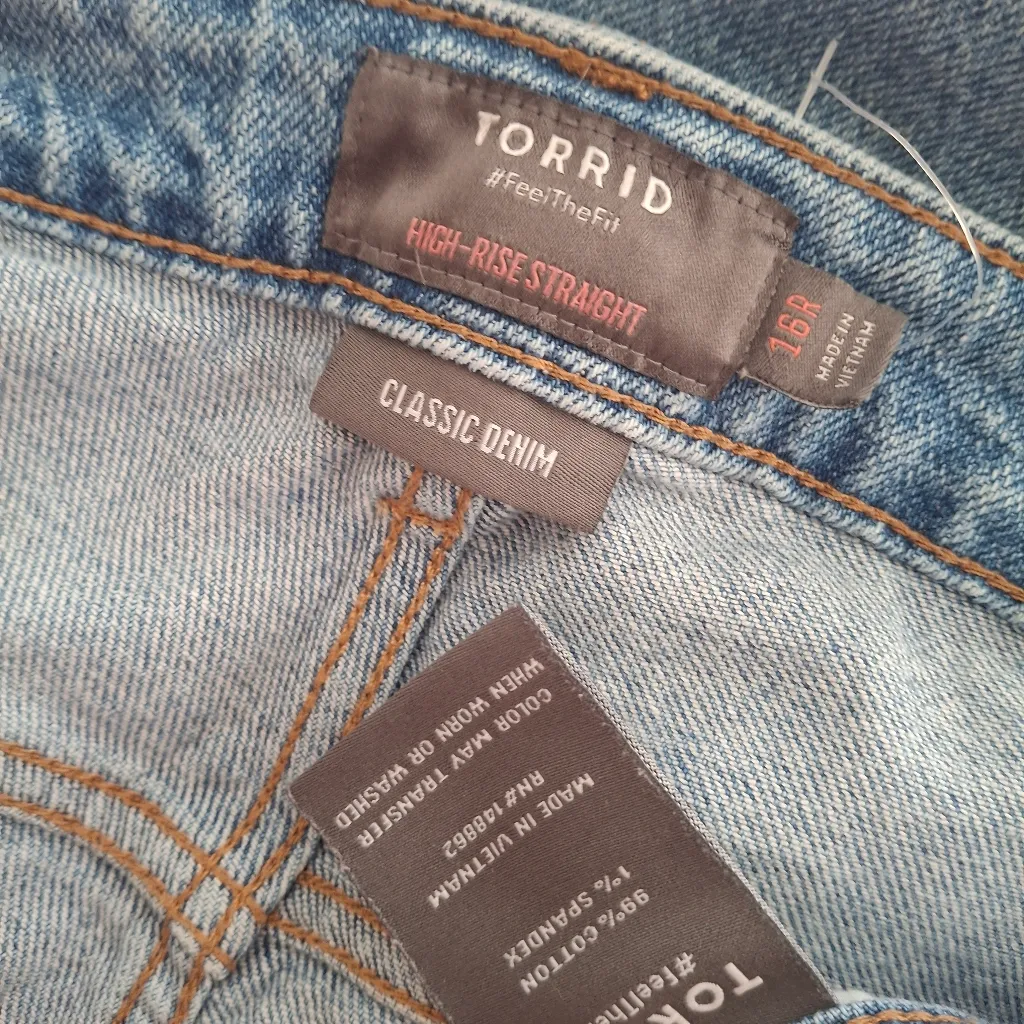 TORRID
#FeelTheFit
HIGH-RISE STRAIGHT
16R
MADE IN
VIETNAM
CLASSIC DENIM
#FeelThe
99% COTTON
1% SPANDEX
MADE IN VIETNAM
RN# 148862
COLOR MAY TRANSFER
WHEN WORN OR WASHED